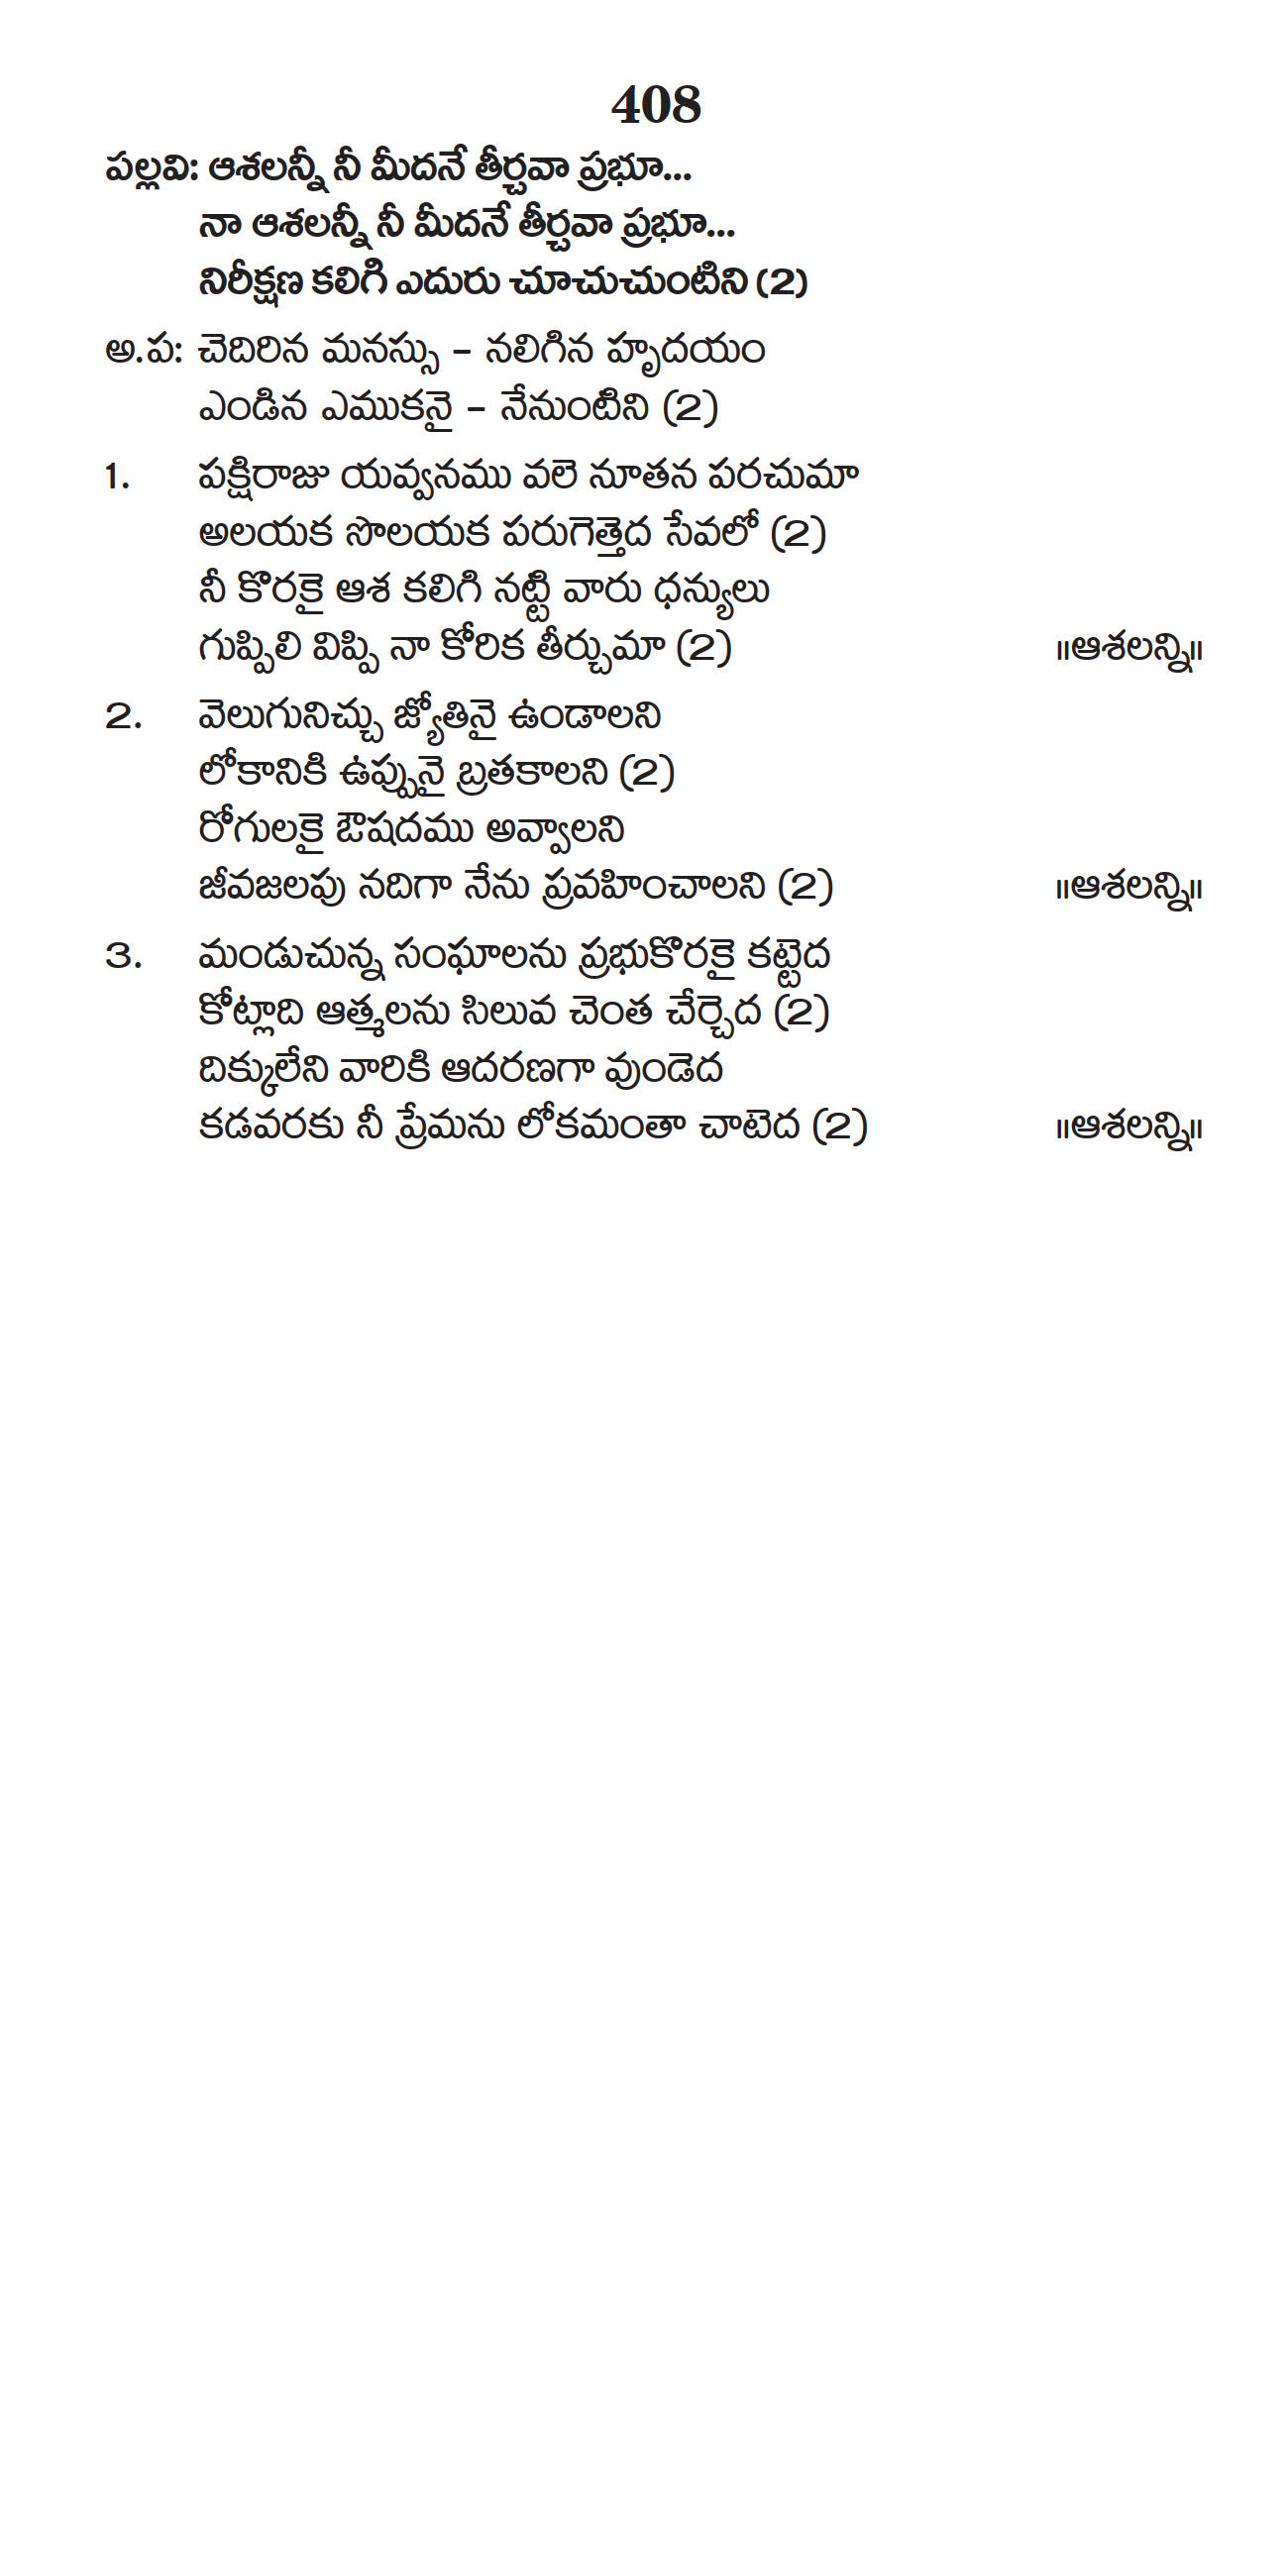 408
పల్లవి: ఆశలన్నీ నీ మీదనే తీర్చవా ప్రభూ...
నా ఆశలన్నీ నీ మీదనే తీర్చవా ప్రభూ...
నిరీక్షణ కలిగి ఎదురు చూచుచుంటిని (2)
అ.ప: చెదిరిన మనస్సు – నలిగిన హృదయం
ఎండిన ఎముకనై – నేనుంటిని (2)
1. పక్షిరాజు యవ్వనము వలె నూతన పరచుమా
అలయక సొలయక పరుగెత్తెద సేవలో (2)
నీ కొరకై ఆశ కలిగి నట్టి వారు ధన్యులు
గుప్పిలి విప్పి నా కోరిక తీర్చుమా (2) ॥ఆశలన్ని॥
2. వెలుగునిచ్చు జ్యోతినై ఉండాలని
లోకానికి ఉప్పునై బ్రతకాలని (2)
రోగులకై ఔషదము అవ్వాలని
జీవజలపు నదిగా నేను ప్రవహించాలని (2) ॥ఆశలన్ని॥
3. మండుచున్న సంఘాలను ప్రభుకొరకై కట్టెద
కోట్లాది ఆత్మలను సిలువ చెంత చేర్చెద (2)
దిక్కులేని వారికి ఆదరణగా వుండెద
కడవరకు నీ ప్రేమను లోకమంతా చాటెద (2) ॥ఆశలన్ని॥